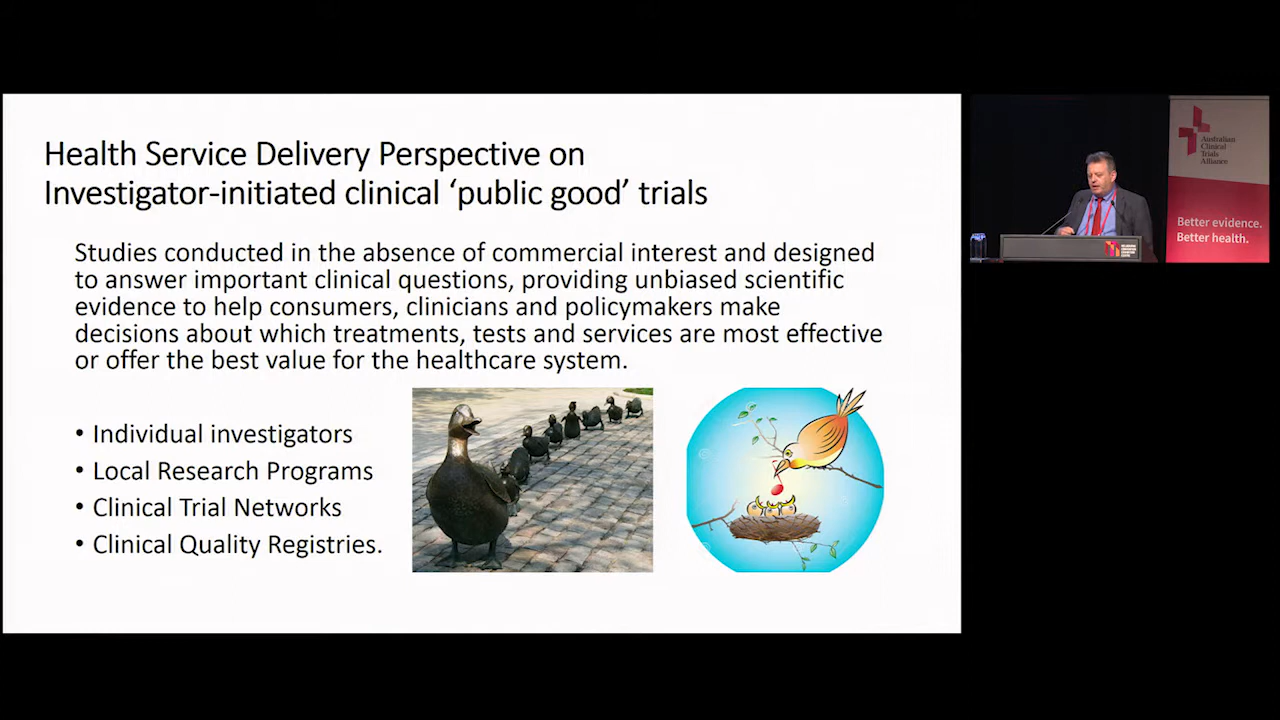 Health Service Delivery Perspective on
Investigator-initiated clinical ‘public good’ trials
Studies conducted in the absence of commercial interest and designed
to answer important clinical questions, providing unbiased scientific
evidence to help consumers, clinicians and policymakers make
decisions about which treatments, tests and services are most effective
or offer the best value for the healthcare system.
• Individual investigators
• Local Research Programs
• Clinical Trial Networks
• Clinical Quality Registries.
Australian
Clinical
Trials
Alliance
Better evidence.
Better health.